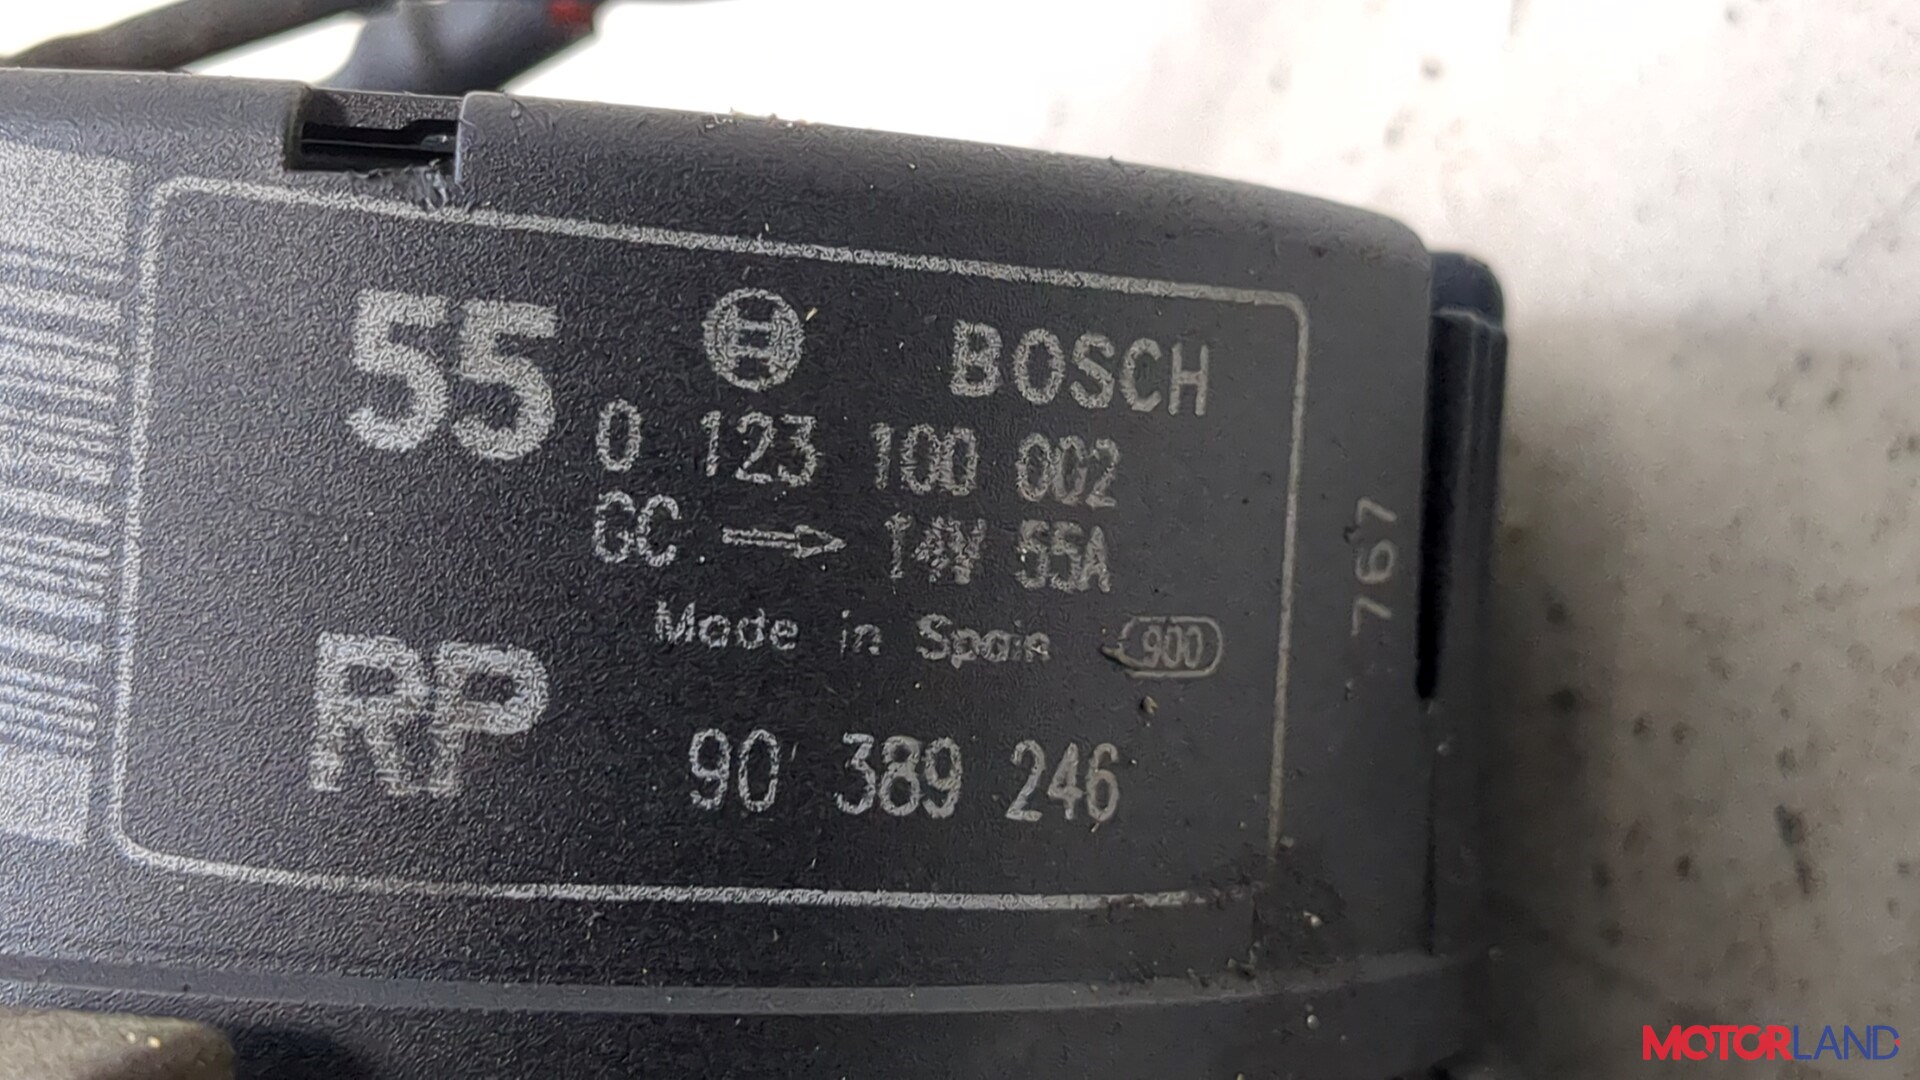 55 BOSCH
0 123 100 002
GC → 14V 55A
Made in Spain 900
RP 90 389 246
767
MOTORLAND